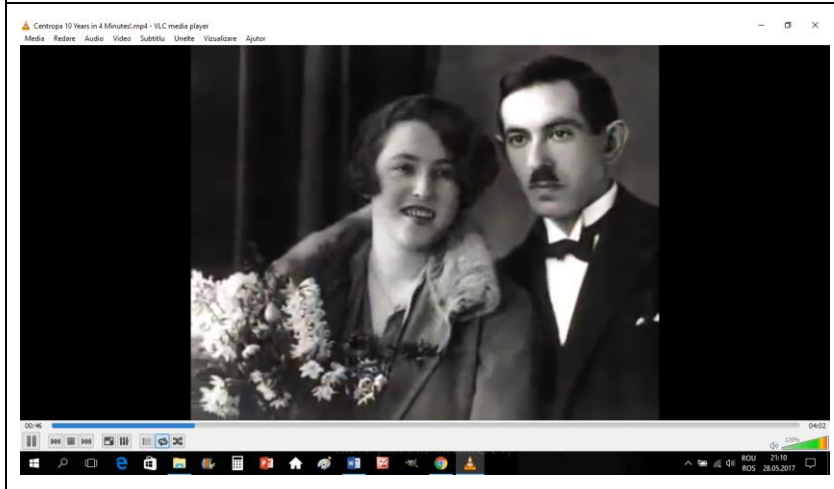 Centropa 10 Years in 4 Minutes!.mp4 - VLC media player
Media Redare Audio Video Subtitlu Unelte Vizualizare Ajutor
00:46 04:02
120%
ROU 21:10
ROS 28.05.2017